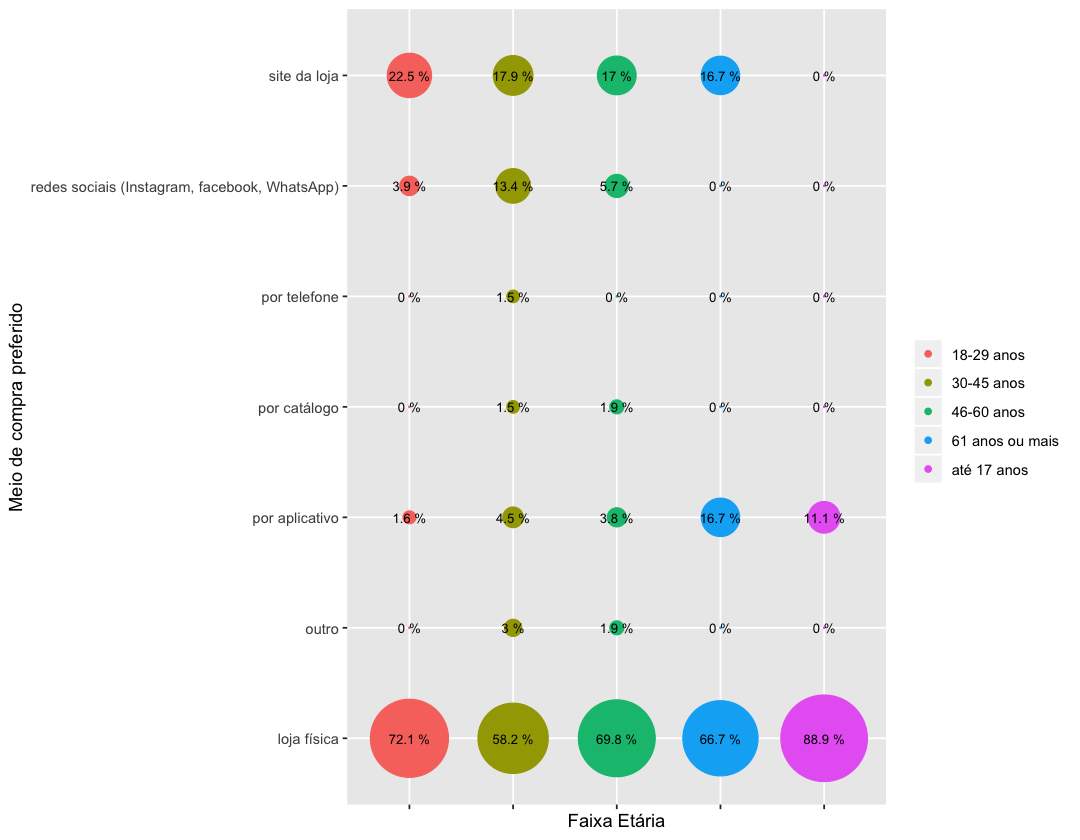 site da loja
22.5 %
17.9 %
17 %
16.7 %
0 %
redes sociais (Instagram, facebook, WhatsApp)
3.9 %
13.4 %
5.7 %
0 %
0 %
por telefone
0 %
1.5 %
0 %
0 %
0 %
por catálogo
0 %
1.5 %
1.9 %
0 %
0 %
por aplicativo
1.6 %
4.5 %
3.8 %
16.7 %
11.1 %
outro
0 %
3 %
1.9 %
0 %
0 %
loja física
72.1 %
58.2 %
69.8 %
66.7 %
88.9 %
Meio de compra preferido
Faixa Etária
18-29 anos
30-45 anos
46-60 anos
61 anos ou mais
até 17 anos